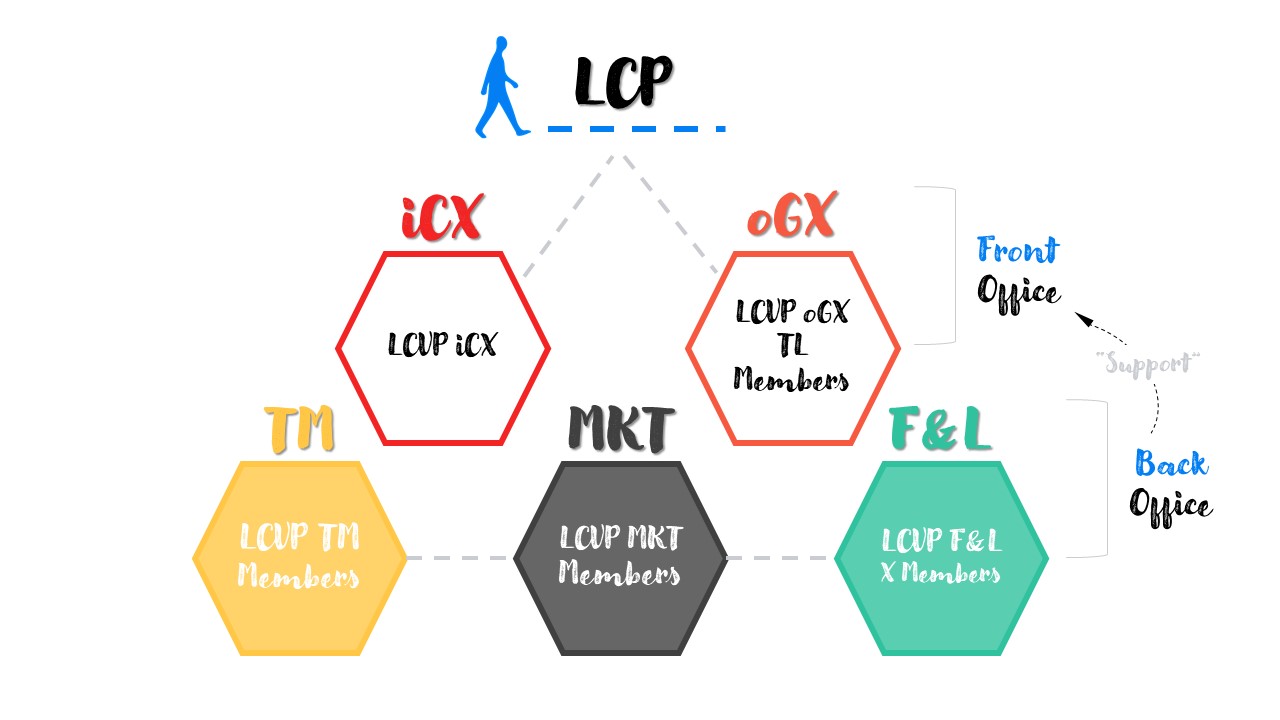 LCP
iCX
oGX
LCVP iCX
LCVP oGX
TL
Members
Front
Office
"Support"
TM
MKT
F&L
LCVP TM
Members
LCVP MKT
Members
LCVP F&L
X Members
Back
Office